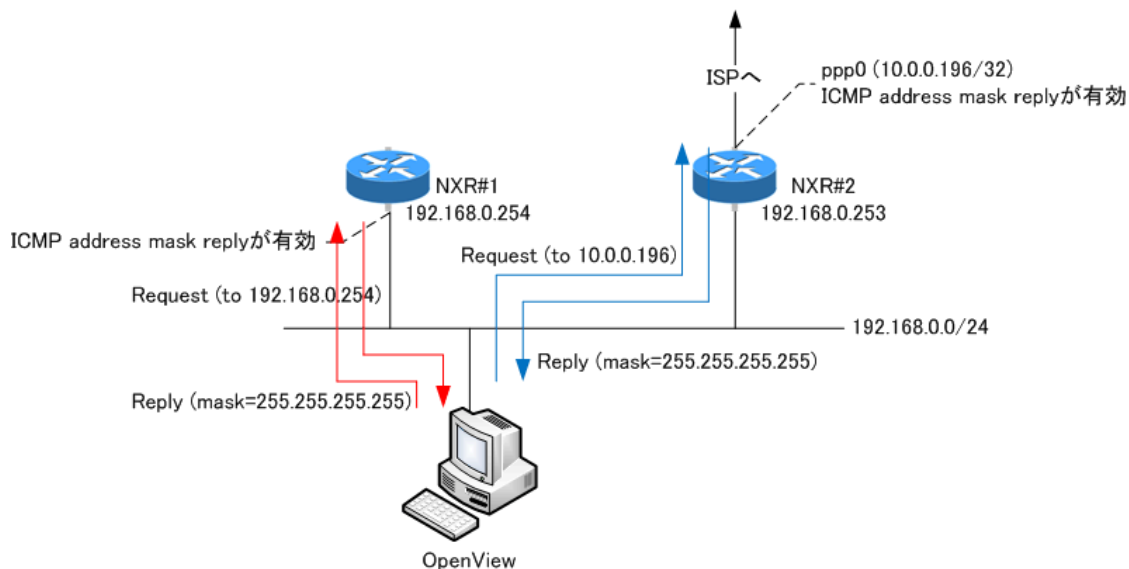 ISPへ
ppp0 (10.0.0.196/32)
ICMP address mask replyが有効
NXR#1
192.168.0.254
NXR#2
192.168.0.253
ICMP address mask replyが有効
Request (to 10.0.0.196)
Request (to 192.168.0.254)
192.168.0.0/24
Reply (mask=255.255.255.255)
Reply (mask=255.255.255.255)
OpenView